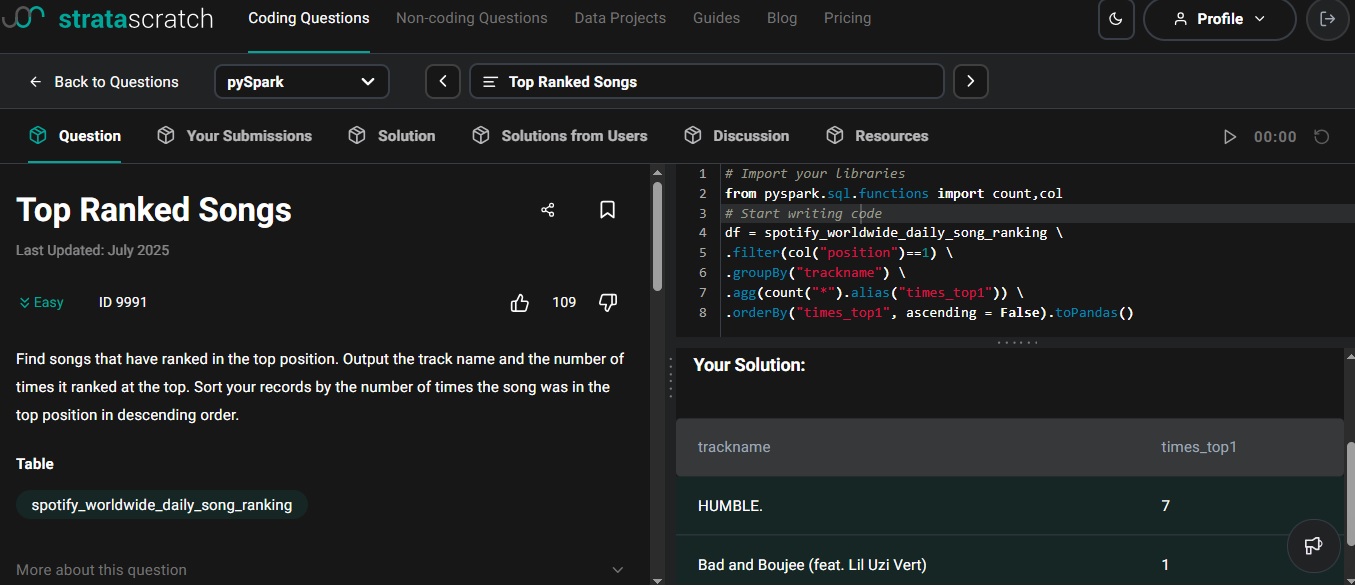 stratascratch
Coding Questions
Non-coding Questions
Data Projects
Guides
Blog
Pricing
Profile
Back to Questions
pySpark
Top Ranked Songs
Question
Your Submissions
Solution
Solutions from Users
Discussion
Resources
00:00
Top Ranked Songs
Last Updated: July 2025
Easy
ID 9991
109
Find songs that have ranked in the top position. Output the track name and the number of
times it ranked at the top. Sort your records by the number of times the song was in the
top position in descending order.
Table
spotify_worldwide_daily_song_ranking
More about this question
1 # Import your libraries
2 from pyspark.sql.functions import count,col
3 # Start writing code
4 df = spotify_worldwide_daily_song_ranking \
5 .filter(col("position")==1) \
6 .groupBy("trackname") \
7 .agg(count("*").alias("times_top1")) \
8 .orderBy("times_top1", ascending = False).toPandas()
Your Solution:
trackname times_top1
HUMBLE. 7
Bad and Boujee (feat. Lil Uzi Vert) 1